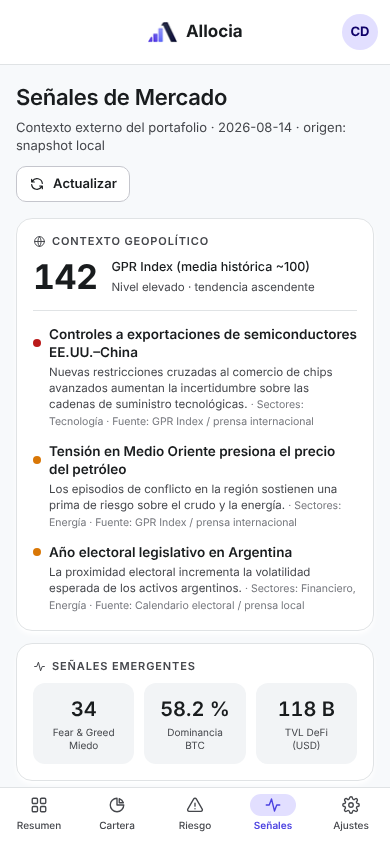 Allocia
CD
Señales de Mercado
Contexto externo del portafolio · 2026-08-14 · origen:
snapshot local
Actualizar
CONTEXTO GEOPOLÍTICO
142
GPR Index (media histórica ~100)
Nivel elevado · tendencia ascendente
Controles a exportaciones de semiconductores
EE.UU.–China
Nuevas restricciones cruzadas al comercio de chips
avanzados aumentan la incertidumbre sobre las
cadenas de suministro tecnológicas. · Sectores:
Tecnología · Fuente: GPR Index / prensa internacional
Tensión en Medio Oriente presiona el precio
del petróleo
Los episodios de conflicto en la región sostienen una
prima de riesgo sobre el crudo y la energía. · Sectores:
Energía · Fuente: GPR Index / prensa internacional
Año electoral legislativo en Argentina
La proximidad electoral incrementa la volatilidad
esperada de los activos argentinos. · Sectores: Financiero,
Energía · Fuente: Calendario electoral / prensa local
SEÑALES EMERGENTES
34
Fear & Greed
Miedo
58.2 %
Dominancia
BTC
118 B
TVL DeFi
(USD)
Resumen
Cartera
Riesgo
Señales
Ajustes